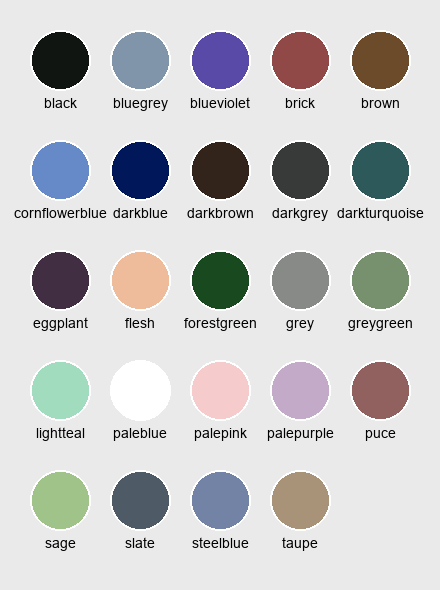 black bluegrey blueviolet brick brown
cornflowerblue darkblue darkbrown darkgrey darkturquoise
eggplant flesh forestgreen grey greygreen
lightteal paleblue palepink palepurple puce
sage slate steelblue taupe